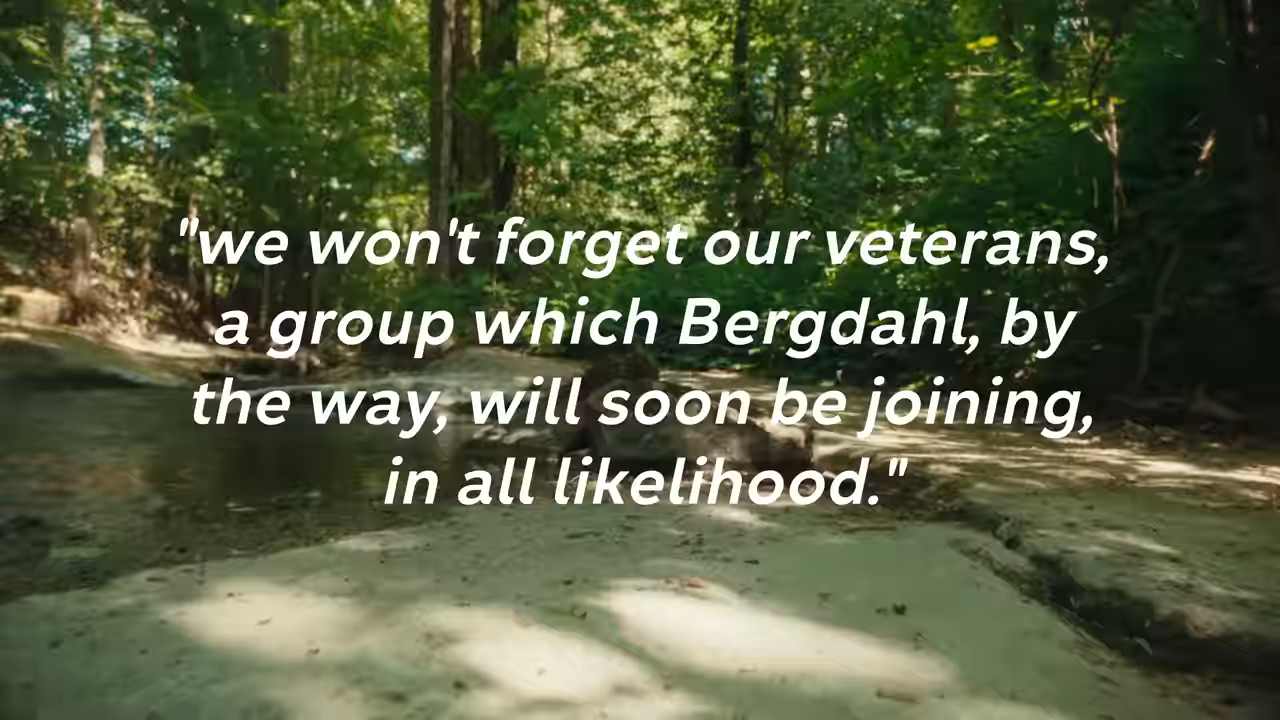 "we won't forget our veterans,
a group which Bergdahl, by
the way, will soon be joining,
in all likelihood."